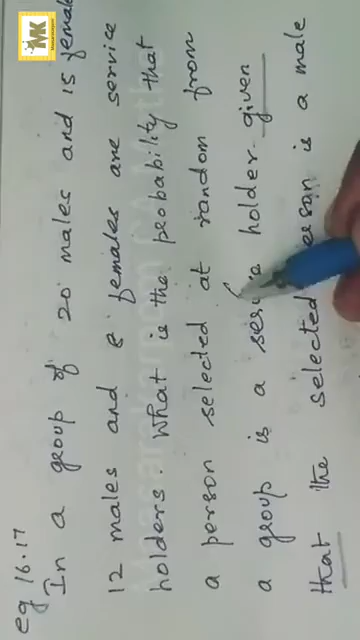 eg 16.17
In a group of 20 males and 15 female
12 males and 8 females are service
holders. What is the probability that
a person selected at random from
a group is a service holder given
that the selected is a male
MK